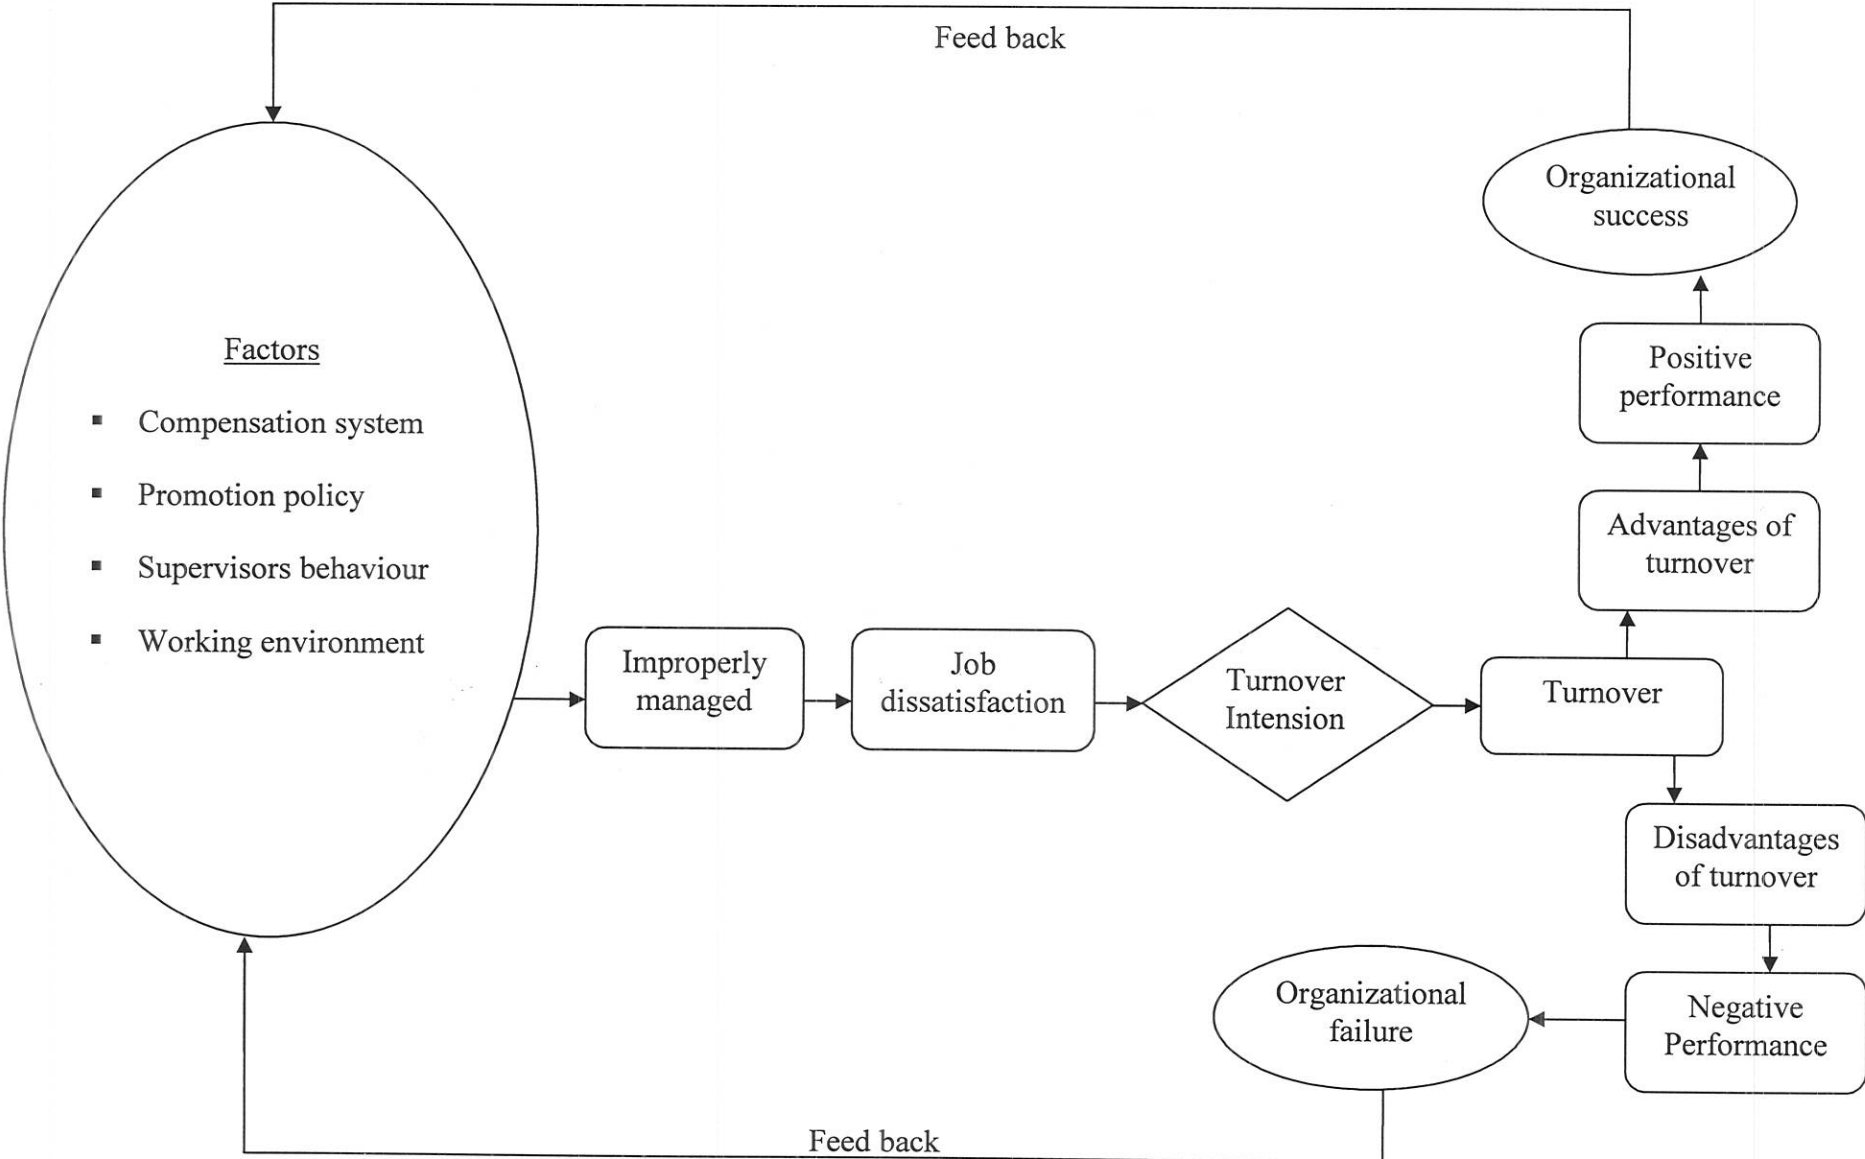 Feed back
Organizational
success
Positive
performance
Advantages of
turnover
Factors
▪ Compensation system
▪ Promotion policy
▪ Supervisors behaviour
▪ Working environment
Improperly
managed
Job
dissatisfaction
Turnover
Intension
Turnover
Disadvantages
of turnover
Negative
Performance
Organizational
failure
Feed back